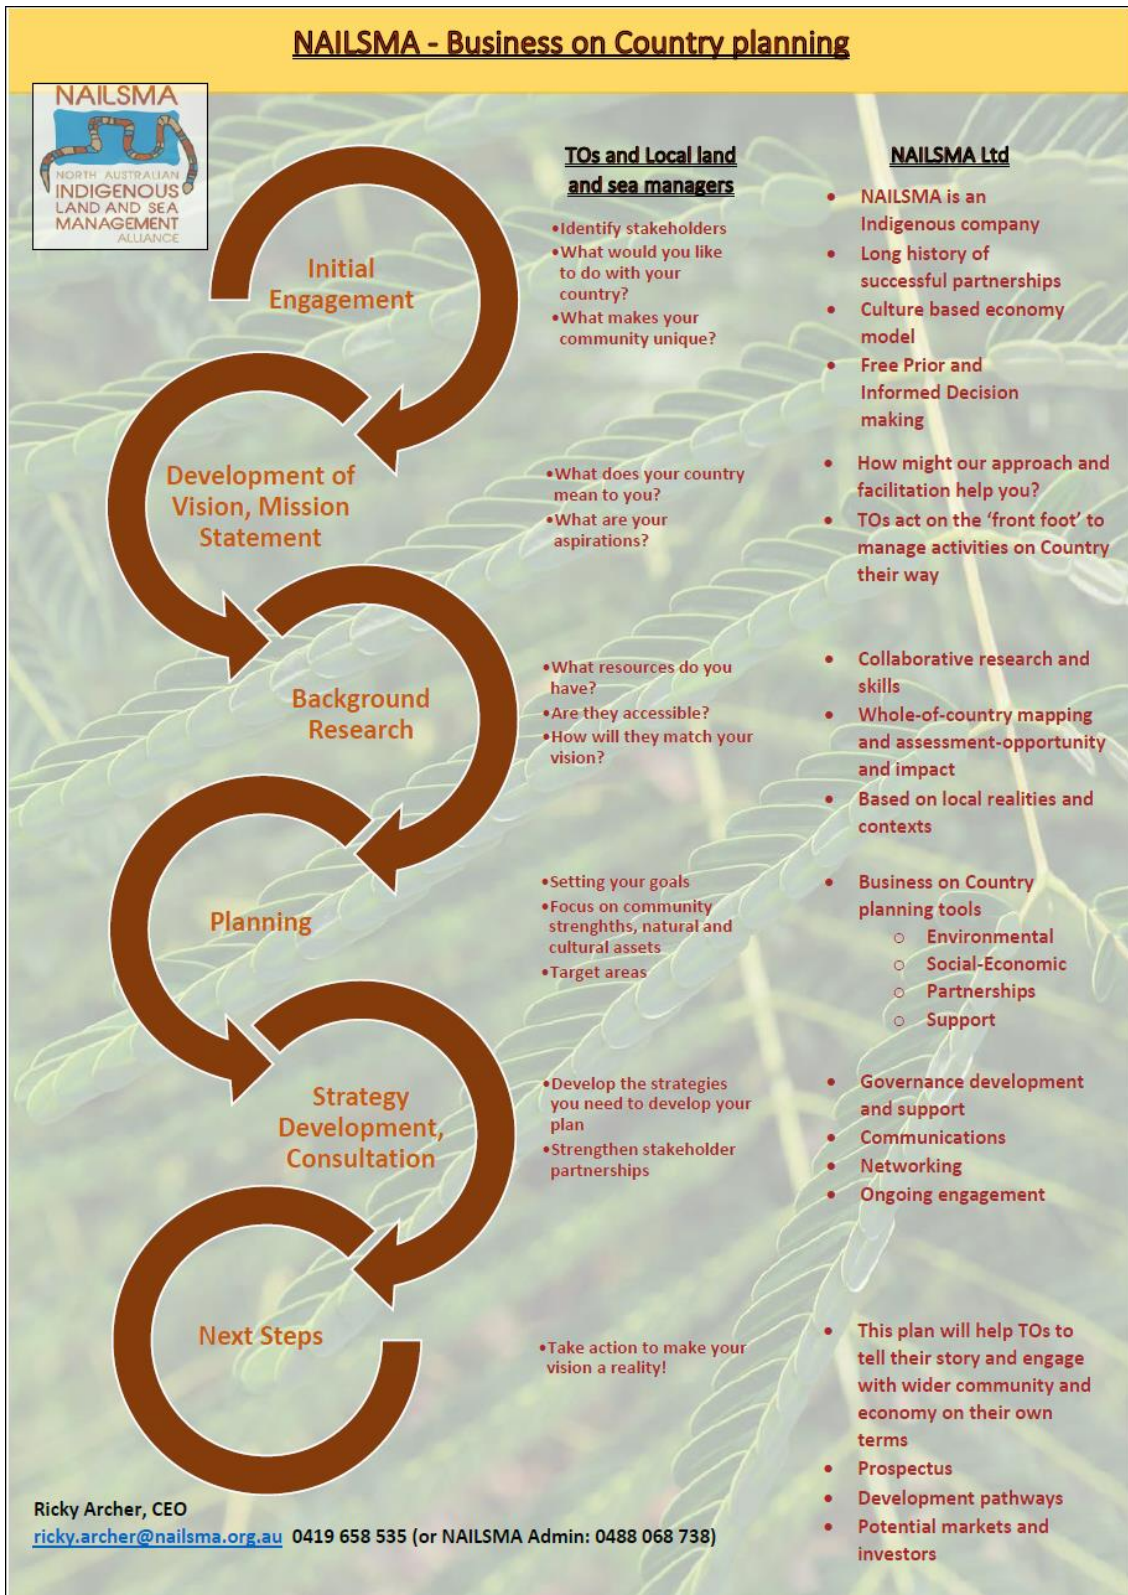 NAILSMA - Business on Country planning
NAILSMA
NORTH AUSTRALIAN
INDIGENOUS
LAND AND SEA
MANAGEMENT
ALLIANCE
TOs and Local land
and sea managers
NAILSMA Ltd
Initial
Engagement
•Identify stakeholders
•What would you like
to do with your
country?
•What makes your
community unique?
• NAILSMA is an
Indigenous company
• Long history of
successful partnerships
• Culture based economy
model
• Free Prior and
Informed Decision
making
Development of
Vision, Mission
Statement
•What does your country
mean to you?
•What are your
aspirations?
• How might our approach and
facilitation help you?
• TOs act on the ‘front foot’ to
manage activities on Country
their way
Background
Research
•What resources do you
have?
•Are they accessible?
•How will they match your
vision?
• Collaborative research and
skills
• Whole-of-country mapping
and assessment-opportunity
and impact
• Based on local realities and
contexts
Planning
•Setting your goals
•Focus on community
strenghths, natural and
cultural assets
•Target areas
• Business on Country
planning tools
o Environmental
o Social-Economic
o Partnerships
o Support
Strategy
Development,
Consultation
•Develop the strategies
you need to develop your
plan
•Strengthen stakeholder
partnerships
• Governance development
and support
• Communications
• Networking
• Ongoing engagement
Next Steps
•Take action to make your
vision a reality!
• This plan will help TOs to
tell their story and engage
with wider community and
economy on their own
terms
• Prospectus
• Development pathways
• Potential markets and
investors
Ricky Archer, CEO
ricky.archer@nailsma.org.au 0419 658 535 (or NAILSMA Admin: 0488 068 738)